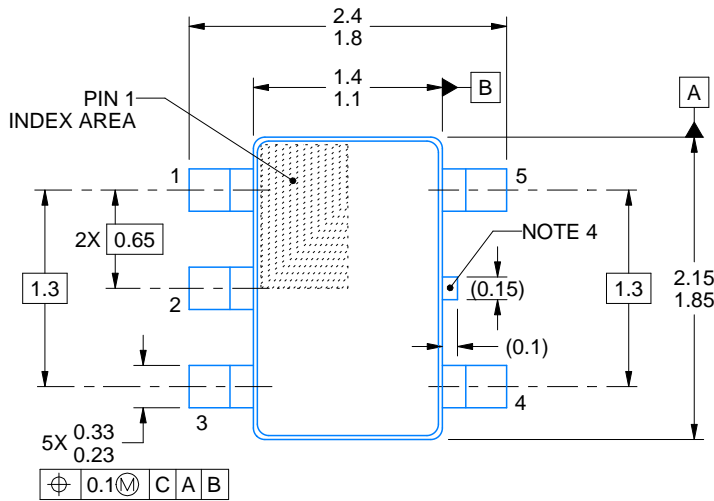 2.4
1.8
1.4
1.1
B
A
PIN 1
INDEX AREA
1
5
2X 0.65
NOTE 4
1.3
2
(0.15)
1.3
2.15
1.85
(0.1)
3
4
5X 0.33
0.23
⌖ 0.1Ⓜ C A B